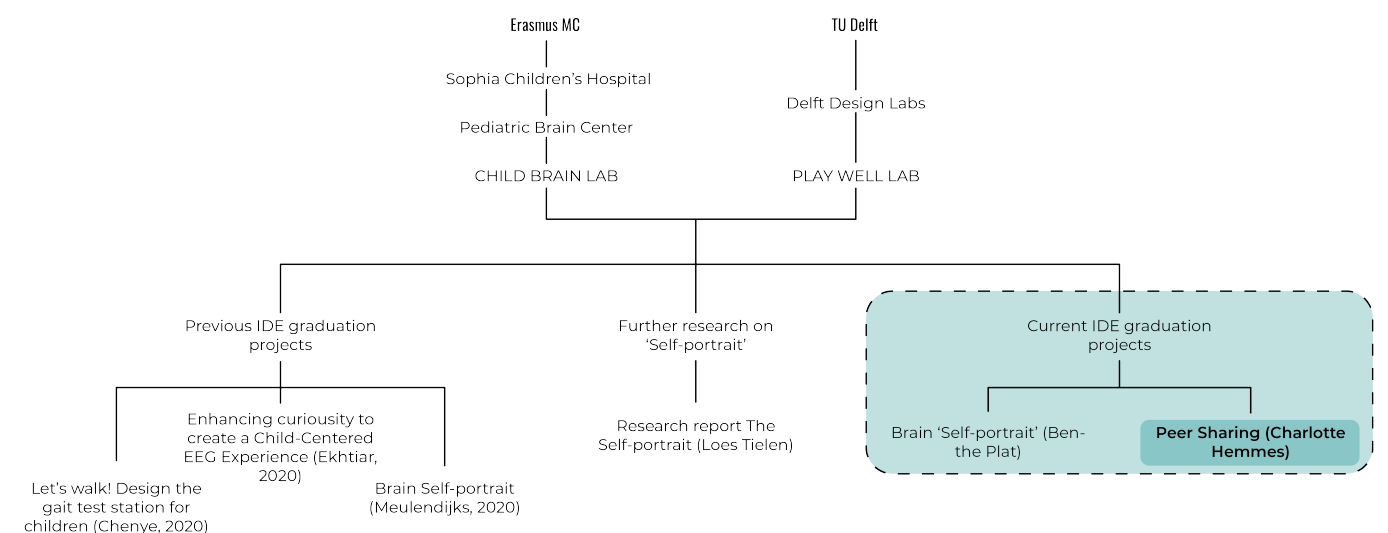 Erasmus MC
TU Delft
Sophia Children's Hospital
Delft Design Labs
Pediatric Brain Center
CHILD BRAIN LAB
PLAY WELL LAB
Previous IDE graduation
projects
Further research on
‘Self-portrait’
Current IDE graduation
projects
Let’s walk! Design the
gait test station for
children (Chenye, 2020)
Enhancing curiousity to
create a Child-Centered
EEG Experience (Ekhtiar,
2020)
Brain Self-portrait
(Meulendijks, 2020)
Research report The
Self-portrait (Loes Tielen)
Brain ‘Self-portrait’ (Ben-
the Plat)
Peer Sharing (Charlotte
Hemmes)